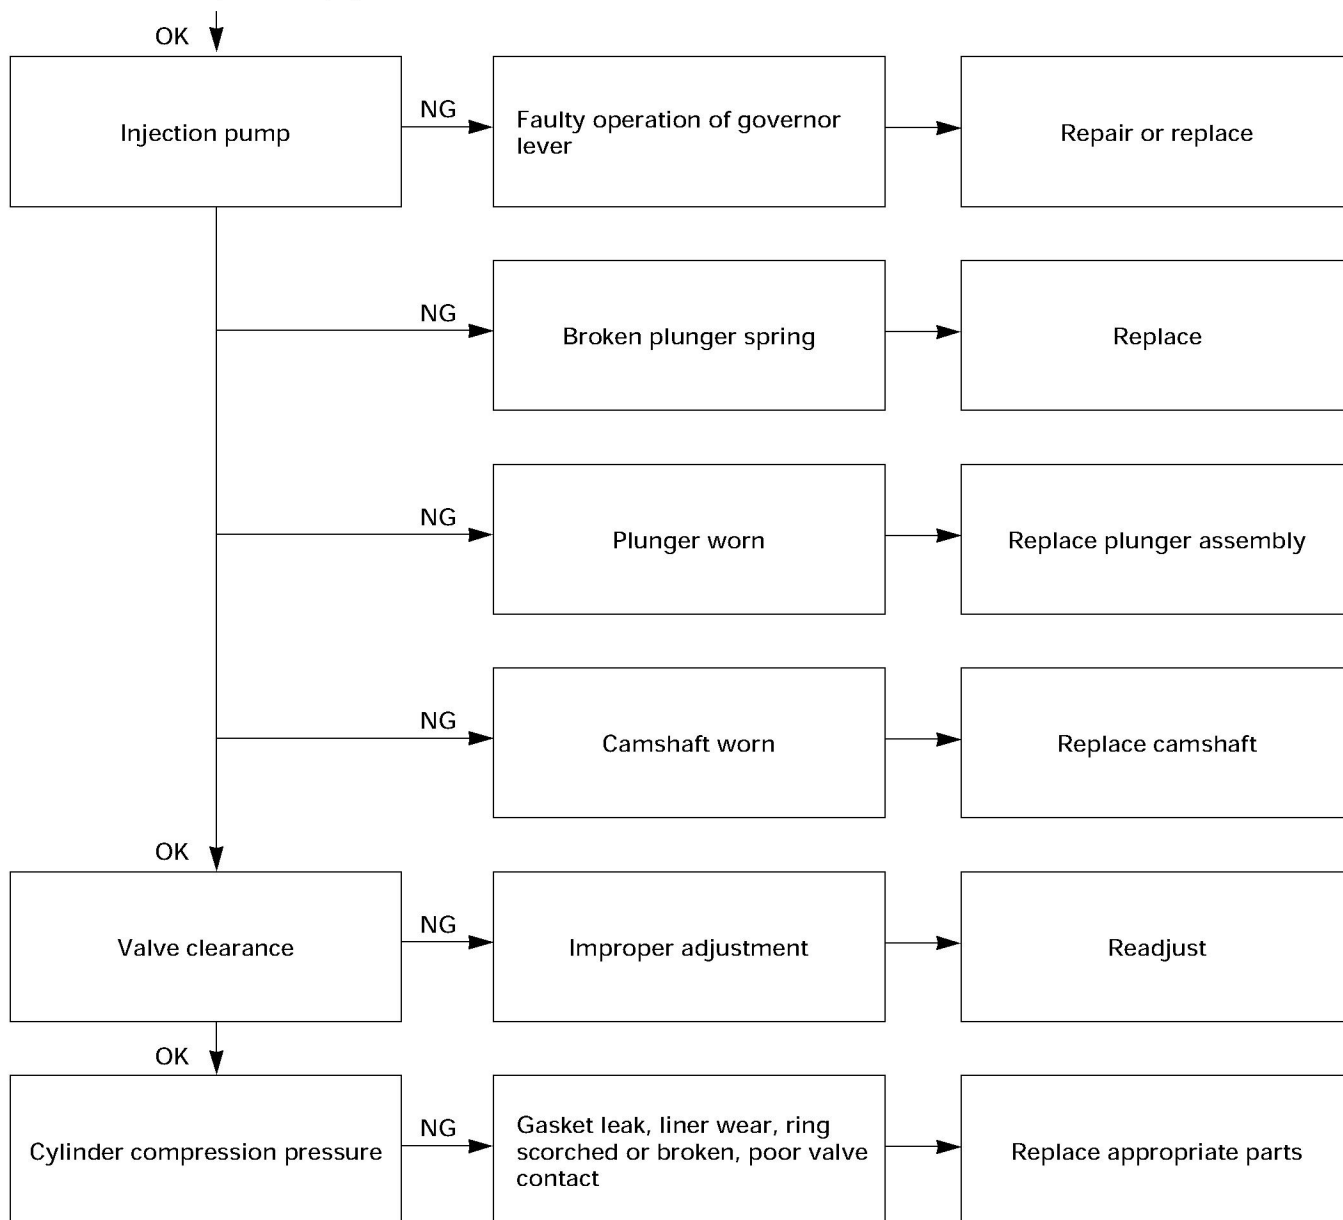 OK
Injection pump
NG
Faulty operation of governor
lever
Repair or replace
NG
Broken plunger spring
Replace
NG
Plunger worn
Replace plunger assembly
NG
Camshaft worn
Replace camshaft
OK
Valve clearance
NG
Improper adjustment
Readjust
OK
Cylinder compression pressure
NG
Gasket leak, liner wear, ring
scorched or broken, poor valve
contact
Replace appropriate parts